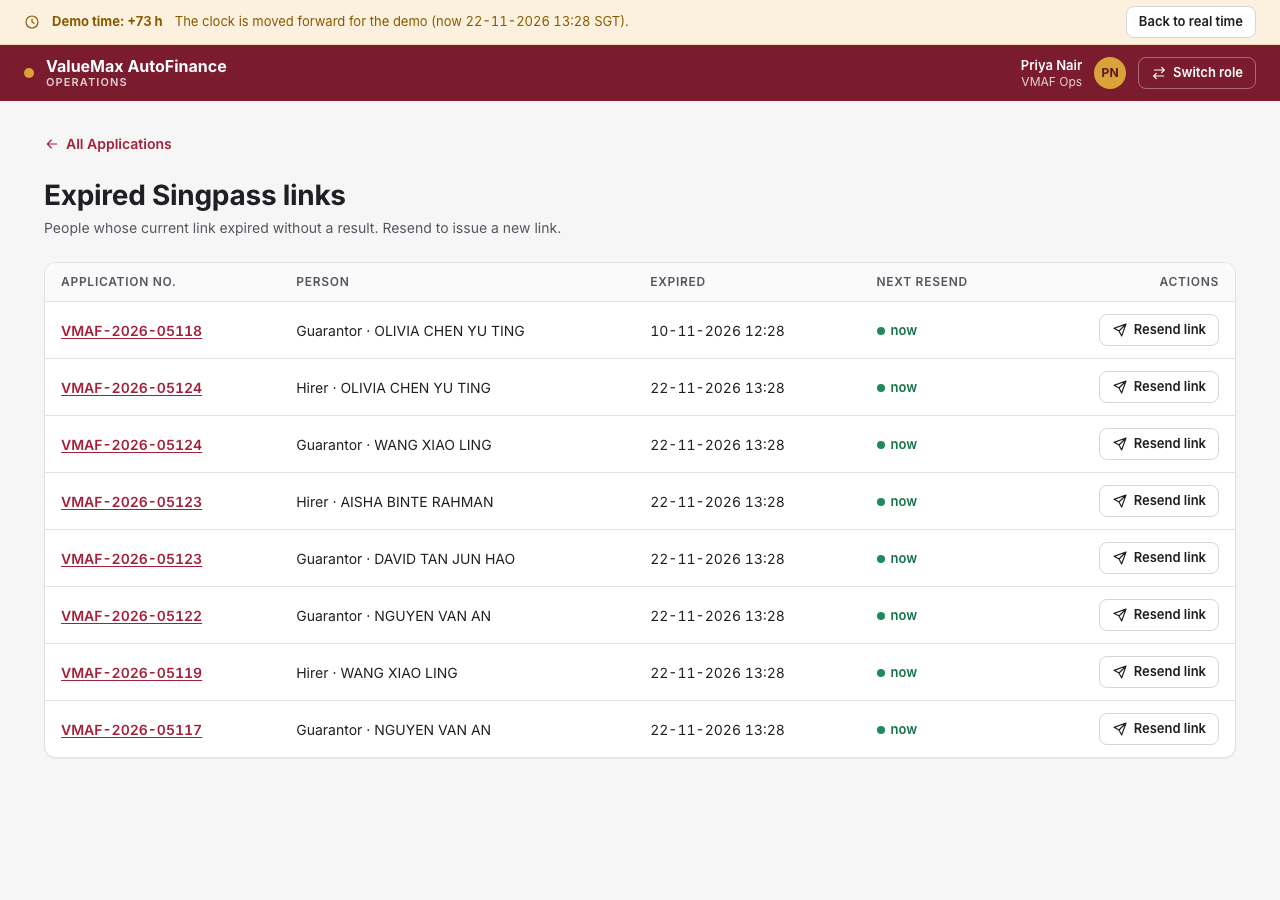 Demo time: +73 h The clock is moved forward for the demo (now 22-11-2026 13:28 SGT). Back to real time
ValueMax AutoFinance
OPERATIONS
Priya Nair
VMAF Ops
PN
Switch role
All Applications
Expired Singpass links
People whose current link expired without a result. Resend to issue a new link.
APPLICATION NO. PERSON EXPIRED NEXT RESEND ACTIONS
VMAF-2026-05118 Guarantor · OLIVIA CHEN YU TING 10-11-2026 12:28 now Resend link
VMAF-2026-05124 Hirer · OLIVIA CHEN YU TING 22-11-2026 13:28 now Resend link
VMAF-2026-05124 Guarantor · WANG XIAO LING 22-11-2026 13:28 now Resend link
VMAF-2026-05123 Hirer · AISHA BINTE RAHMAN 22-11-2026 13:28 now Resend link
VMAF-2026-05123 Guarantor · DAVID TAN JUN HAO 22-11-2026 13:28 now Resend link
VMAF-2026-05122 Guarantor · NGUYEN VAN AN 22-11-2026 13:28 now Resend link
VMAF-2026-05119 Hirer · WANG XIAO LING 22-11-2026 13:28 now Resend link
VMAF-2026-05117 Guarantor · NGUYEN VAN AN 22-11-2026 13:28 now Resend link